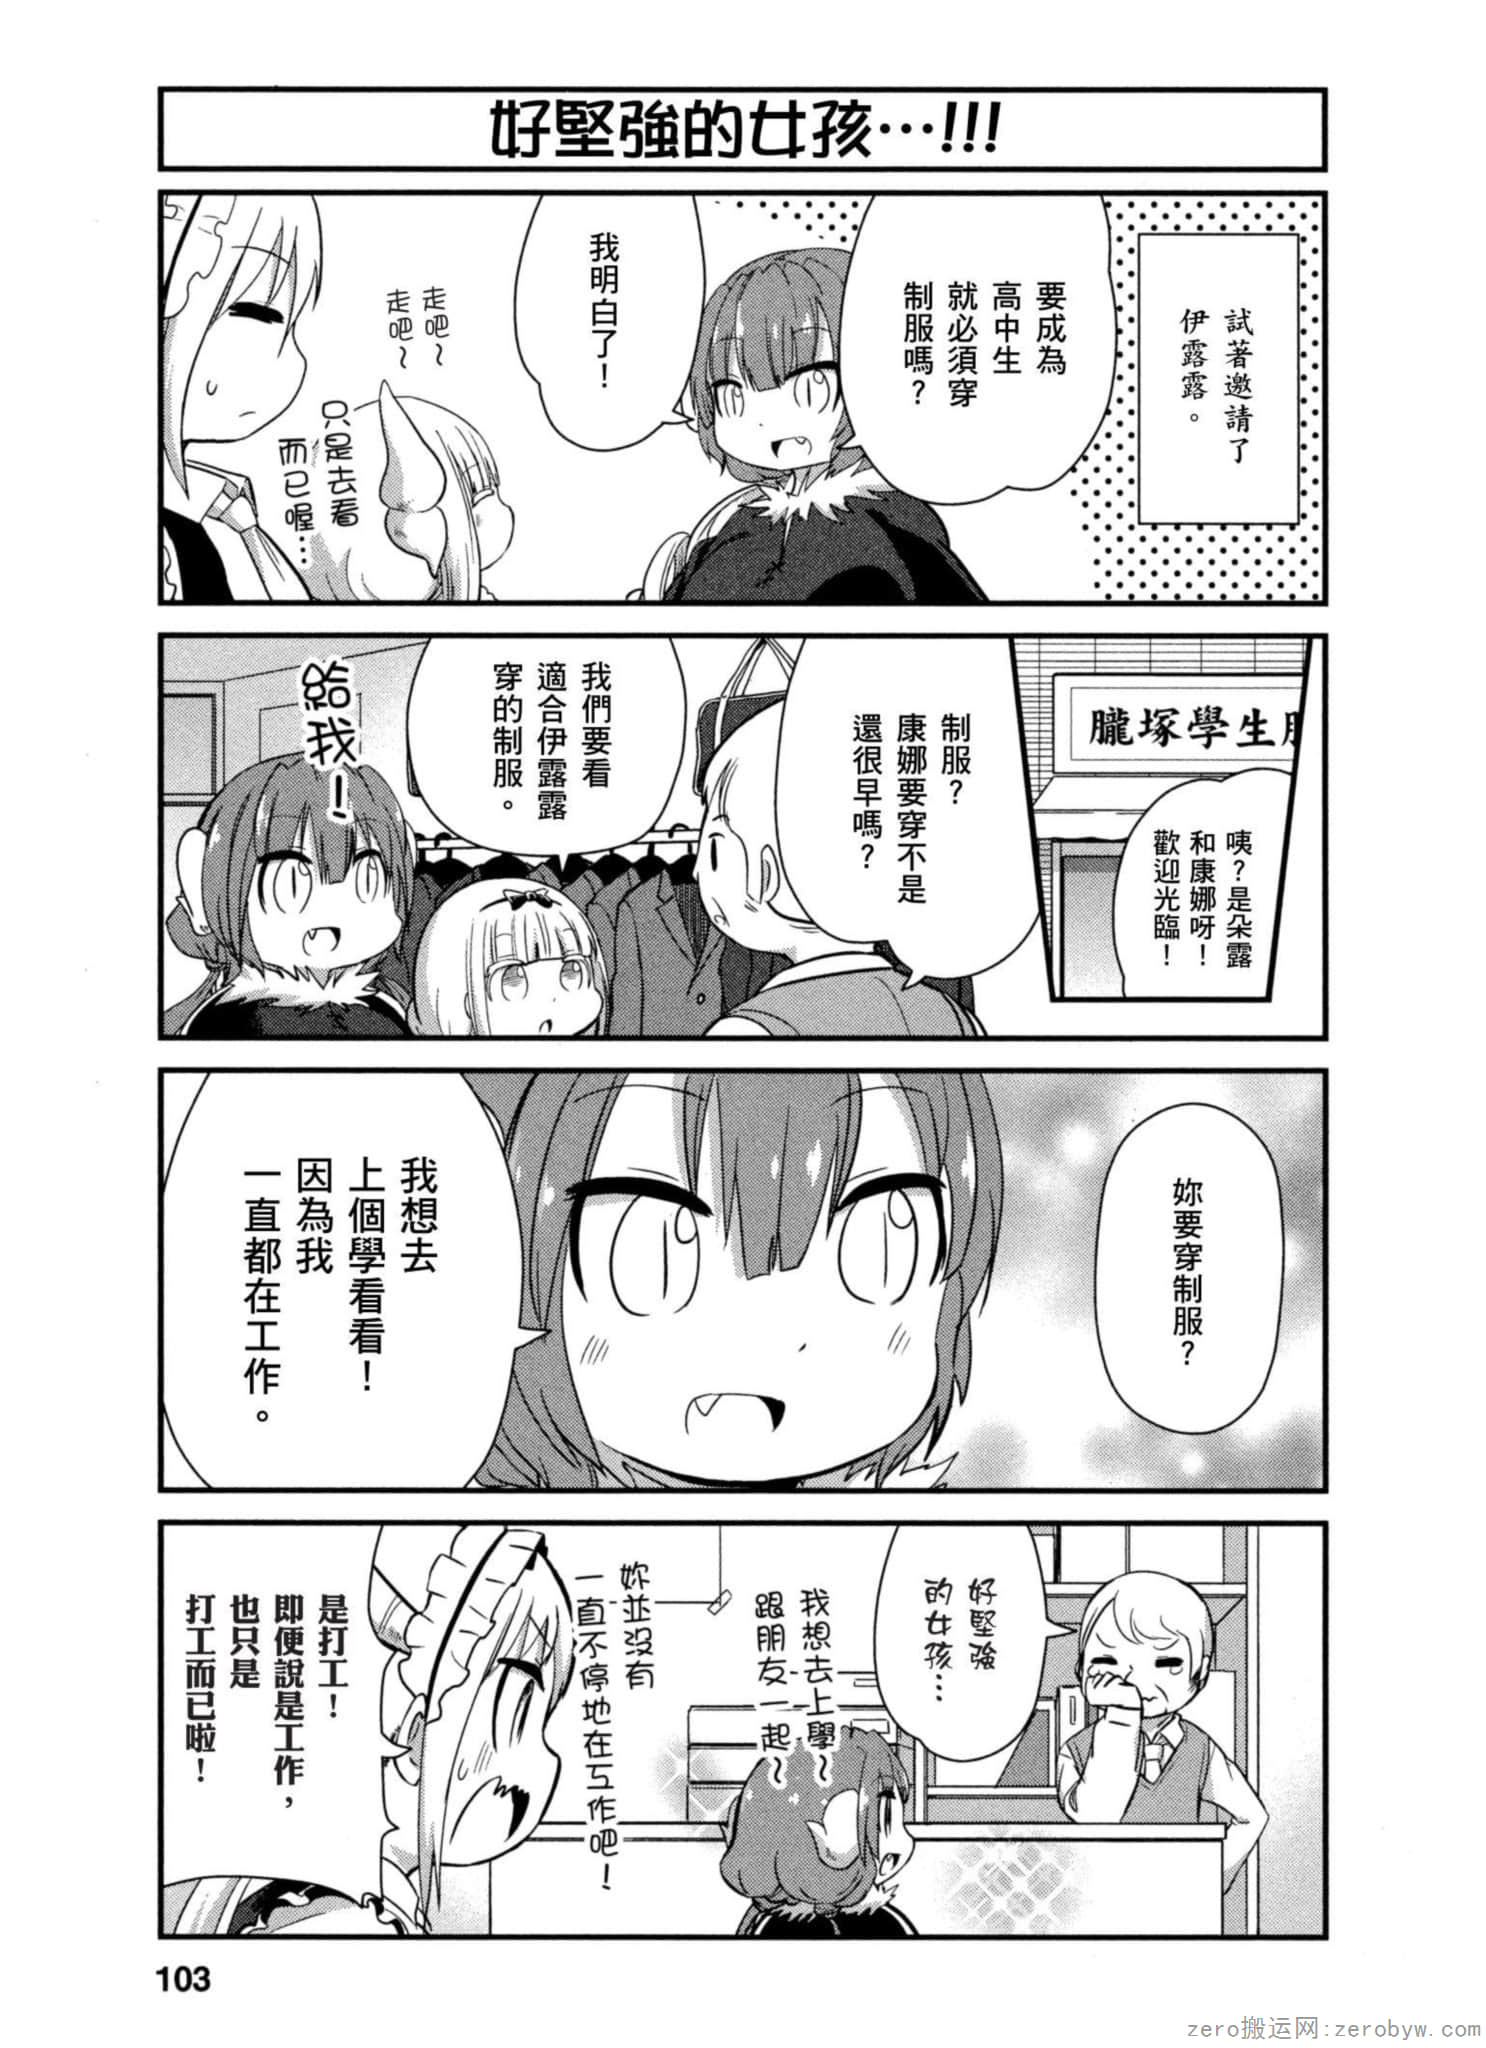 好堅強的女孩…!!!
試著邀請了
伊露露。
要成為
高中生
就必須穿
制服嗎？
我明白了！
走吧～
走吧～
只是去看
而已喔…
朧塚學生服
咦？是朵露
和康娜呀！
歡迎光臨！
制服？
康娜要穿不是
還很早嗎？
我們要看
適合伊露露
穿的制服。
給我！
妳要穿制服？
我想去
上個學看看！
因為我
一直都在工作。
好堅強
的女孩…
我想去上學～
跟朋友一起～
妳並沒有
一直不停地在工作吧！
是打工！
即便說是工作，
也只是
打工而已啦！
103
zero搬运网:zerobyw.com